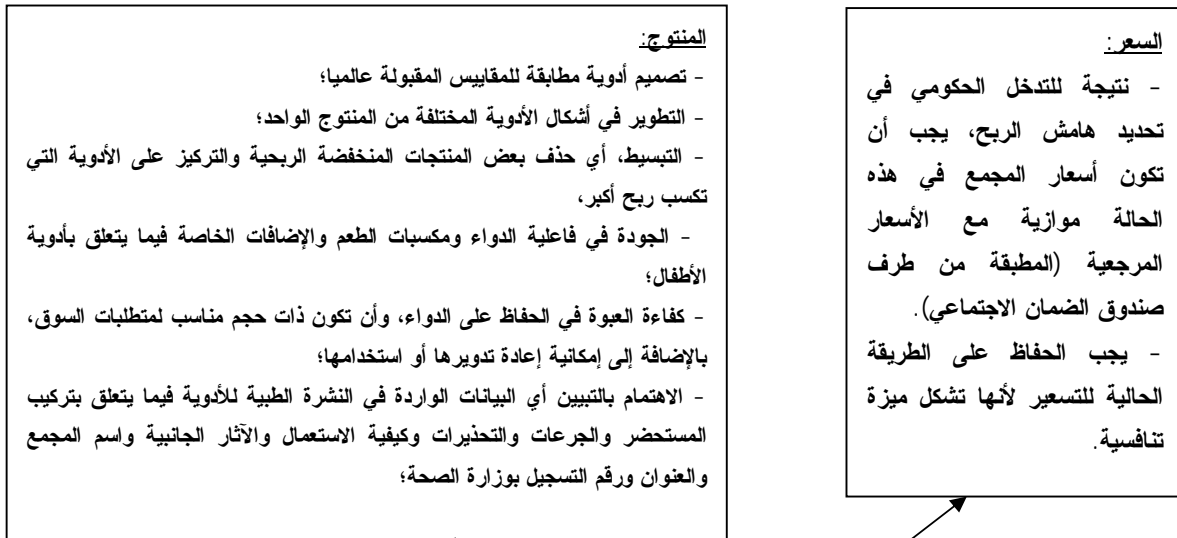 السعر:
- نتيجة للتدخل الحكومي في
تحديد هامش الربح، يجب أن
تكون أسعار المجمع في هذه
الحالة موازية مع الأسعار
المرجعية (المطبقة من طرف
صندوق الضمان الاجتماعي).
- يجب الحفاظ على الطريقة
الحالية للتسعير لأنها تشكل ميزة
تنافسية.
المنتوج:
- تصميم أدوية مطابقة للمقاييس المقبولة عالميا؛
- التطوير في أشكال الأدوية المختلفة من المنتوج الواحد؛
- التبسيط، أي حذف بعض المنتجات المنخفضة الربحية والتركيز على الأدوية التي
تكسب ربح أكبر،
- الجودة في فاعلية الدواء ومكسبات الطعم والإضافات الخاصة فيما يتعلق بأدوية
الأطفال؛
- كفاءة العبوة في الحفاظ على الدواء، وأن تكون ذات حجم مناسب لمتطلبات السوق،
بالإضافة إلى إمكانية إعادة تدويرها أو استخدامها؛
- الاهتمام بالتبيين أي البيانات الواردة في النشرة الطبية للأدوية فيما يتعلق بتركيب
المستحضر والجرعات والتحذيرات وكيفية الاستعمال والآثار الجانبية واسم المجمع
والعنوان ورقم التسجيل بوزارة الصحة؛